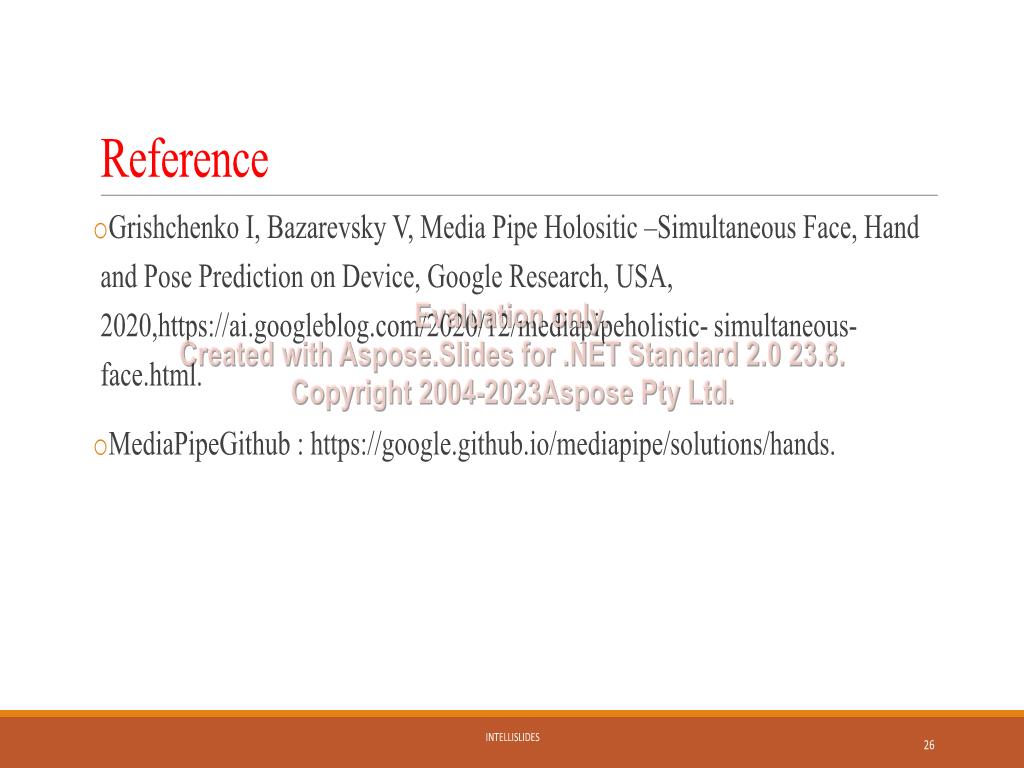 Reference
oGrishchenko I, Bazarevsky V, Media Pipe Holositic –Simultaneous Face, Hand
and Pose Prediction on Device, Google Research, USA,
2020,https://ai.googleblog.com/2020/12/mediapipeholistic- simultaneous-
face.html.
Evaluation only.
Created with Aspose.Slides for .NET Standard 2.0 23.8.
Copyright 2004-2023Aspose Pty Ltd.
oMediaPipeGithub : https://google.github.io/mediapipe/solutions/hands.
INTELLISLIDES
26